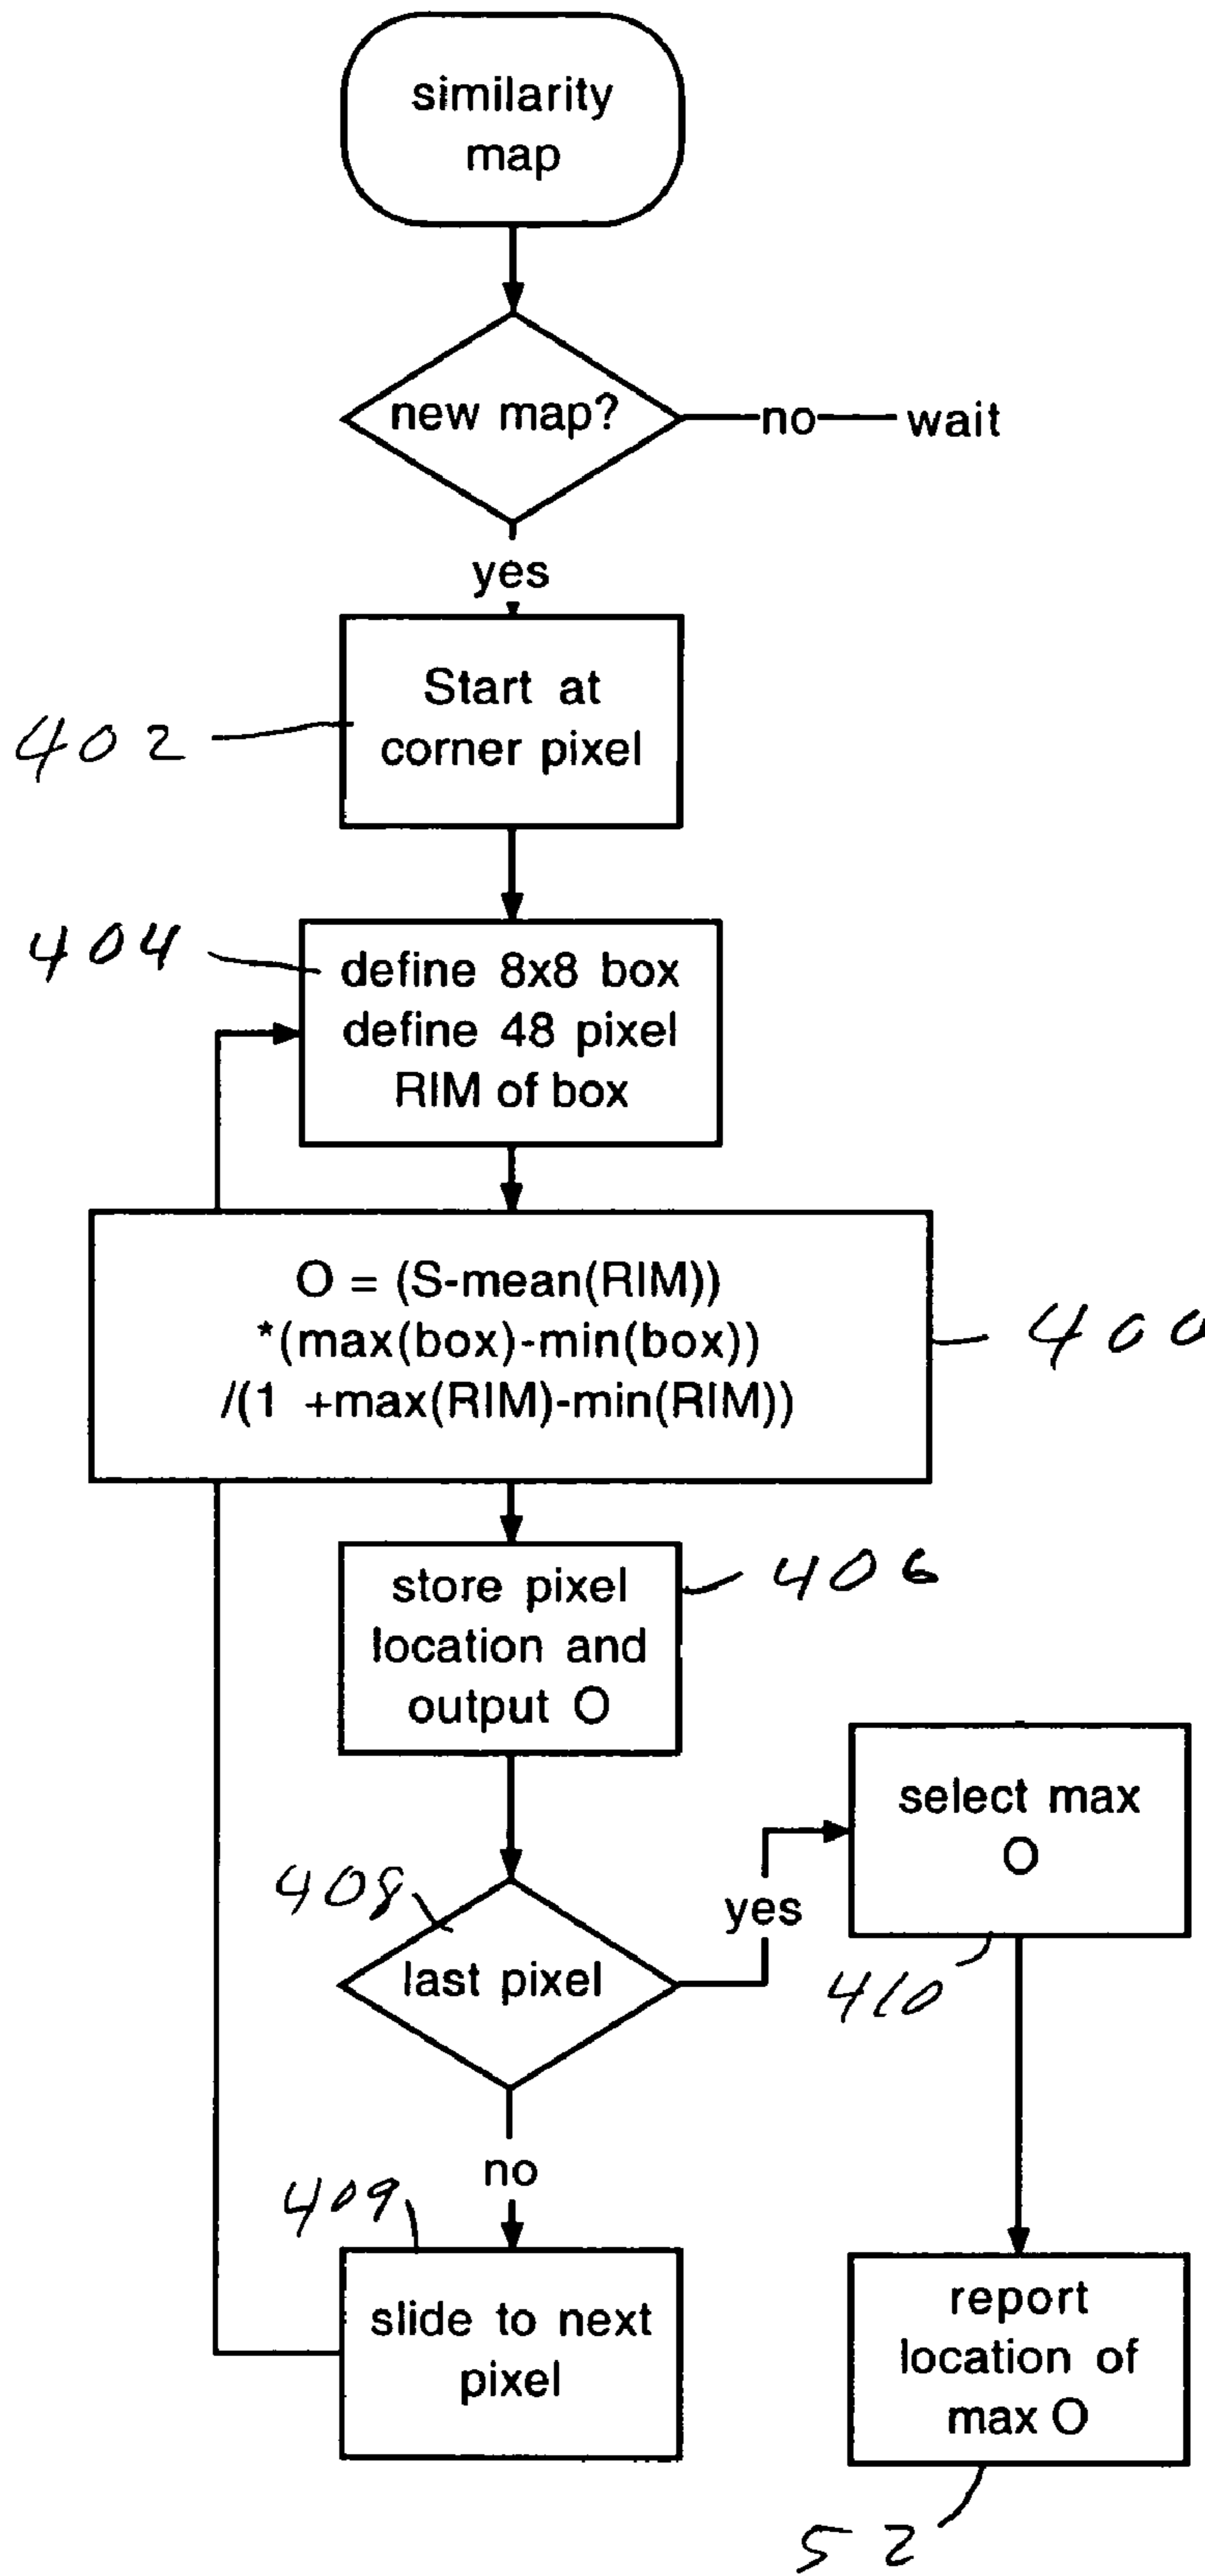 similarity
map
new map?
no
wait
yes
Start at
corner pixel
402
404
define 8x8 box
define 48 pixel
RIM of box
O = (S-mean(RIM))
*(max(box)-min(box))
/(1 +max(RIM)-min(RIM))
400
store pixel
location and
output O
406
408
last pixel
yes
select max
O
410
no
409
slide to next
pixel
report
location of
max O
52